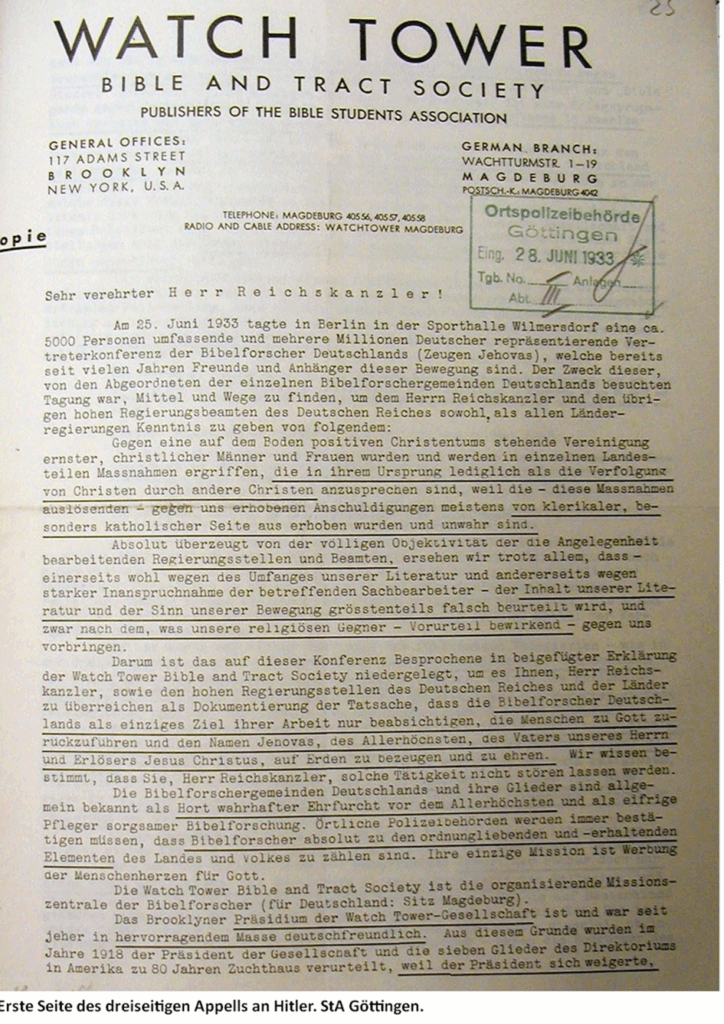 25
WATCH TOWER
BIBLE AND TRACT SOCIETY
PUBLISHERS OF THE BIBLE STUDENTS ASSOCIATION
GENERAL OFFICES:
117 ADAMS STREET
BROOKLYN
NEW YORK, U.S.A.
GERMAN BRANCH:
WACHTTURMSTR. 1-19
MAGDEBURG
POSTSCH.-K.: MAGDEBURG 4042
TELEPHONE: MAGDEBURG 40556, 40557, 40558
RADIO AND CABLE ADDRESS: WATCHTOWER MAGDEBURG
opie
Ortspolizeibehörde
Göttingen
Eing. 28. JUNI 1933
Tgb. No. Anlagen
Abt. III
Sehr verehrter Herr Reichskanzler!
Am 25. Juni 1933 tagte in Berlin in der Sporthalle Wilmersdorf eine ca.
5000 Personen umfassende und mehrere Millionen Deutscher repräsentierende Ver-
treterkonferenz der Bibelforscher Deutschlands (Zeugen Jehovas), welche bereits
seit vielen Jahren Freunde und Anhänger dieser Bewegung sind. Der Zweck dieser,
von den Abgeordneten der einzelnen Bibelforschergemeinden Deutschlands besuchten
Tagung war, Mittel und Wege zu finden, um dem Herrn Reichskanzler und den übri-
gen hohen Regierungsbeamten des Deutschen Reiches sowohl, als allen Länder-
regierungen Kenntnis zu geben von folgendem:
Gegen eine auf dem Boden positiven Christentums stehende Vereinigung
ernster, christlicher Männer und Frauen wurden und werden in einzelnen Landes-
teilen Massnahmen ergriffen, die in ihrem Ursprung lediglich als die Verfolgung
von Christen durch andere Christen anzusprechen sind, weil die - diese Massnahmen
auslösenden - gegen uns erhobenen Anschuldigungen meistens von klerikaler, be-
sonders katholischer Seite aus erhoben wurden und unwahr sind.
Absolut überzeugt von der völligen Objektivität der die Angelegenheit
bearbeitenden Regierungsstellen und Beamten, ersehen wir trotz allem, dass -
einerseits wohl wegen des Umfanges unserer Literatur und andererseits wegen
starker Inanspruchnahme der betreffenden Sachbearbeiter - der Inhalt unserer Lite-
ratur und der Sinn unserer Bewegung grösstenteils falsch beurteilt wird, und
zwar nach dem, was unsere religiösen Gegner - Vorurteil bewirkend - gegen uns
vorbringen.
Darum ist das auf dieser Konferenz Besprochene in beigefügter Erklärung
der Watch Tower Bible and Tract Society niedergelegt, um es Ihnen, Herr Reichs-
kanzler, sowie den hohen Regierungsstellen des Deutschen Reiches und der Länder
zu überreichen als Dokumentierung der Tatsache, dass die Bibelforscher Deutsch-
lands als einziges Ziel ihrer Arbeit nur beabsichtigen, die Menschen zu Gott zu-
rückzuführen und den Namen Jehovas, des Allerhöchsten, des Vaters unseres Herrn
und Erlösers Jesus Christus, auf Erden zu bezeugen und zu ehren. Wir wissen be-
stimmt, dass Sie, Herr Reichskanzler, solche Tätigkeit nicht stören lassen werden.
Die Bibelforschergemeinden Deutschlands und ihre Glieder sind allge-
mein bekannt als Hort wahrhafter Ehrfurcht vor dem Allerhöchsten und als eifrige
Pfleger sorgsamer Bibelforschung. Örtliche Polizeibehörden werden immer bestä-
tigen müssen, dass Bibelforscher absolut zu den ordnungliebenden und -erhaltenden
Elementen des Landes und Volkes zu zählen sind. Ihre einzige Mission ist Werbung
der Menschenherzen für Gott.
Die Watch Tower Bible and Tract Society ist die organisierende Missions-
zentrale der Bibelforscher (für Deutschland: Sitz Magdeburg).
Das Brooklyner Präsidium der Watch Tower-Gesellschaft ist und war seit
jeher in hervorragendem Masse deutschfreundlich. Aus diesem Grunde wurden im
Jahre 1918 der Präsident der Gesellschaft und die sieben Glieder des Direktoriums
in Amerika zu 80 Jahren Zuchthaus verurteilt, weil der Präsident sich weigerte,
Erste Seite des dreiseitigen Appells an Hitler. StA Göttingen.